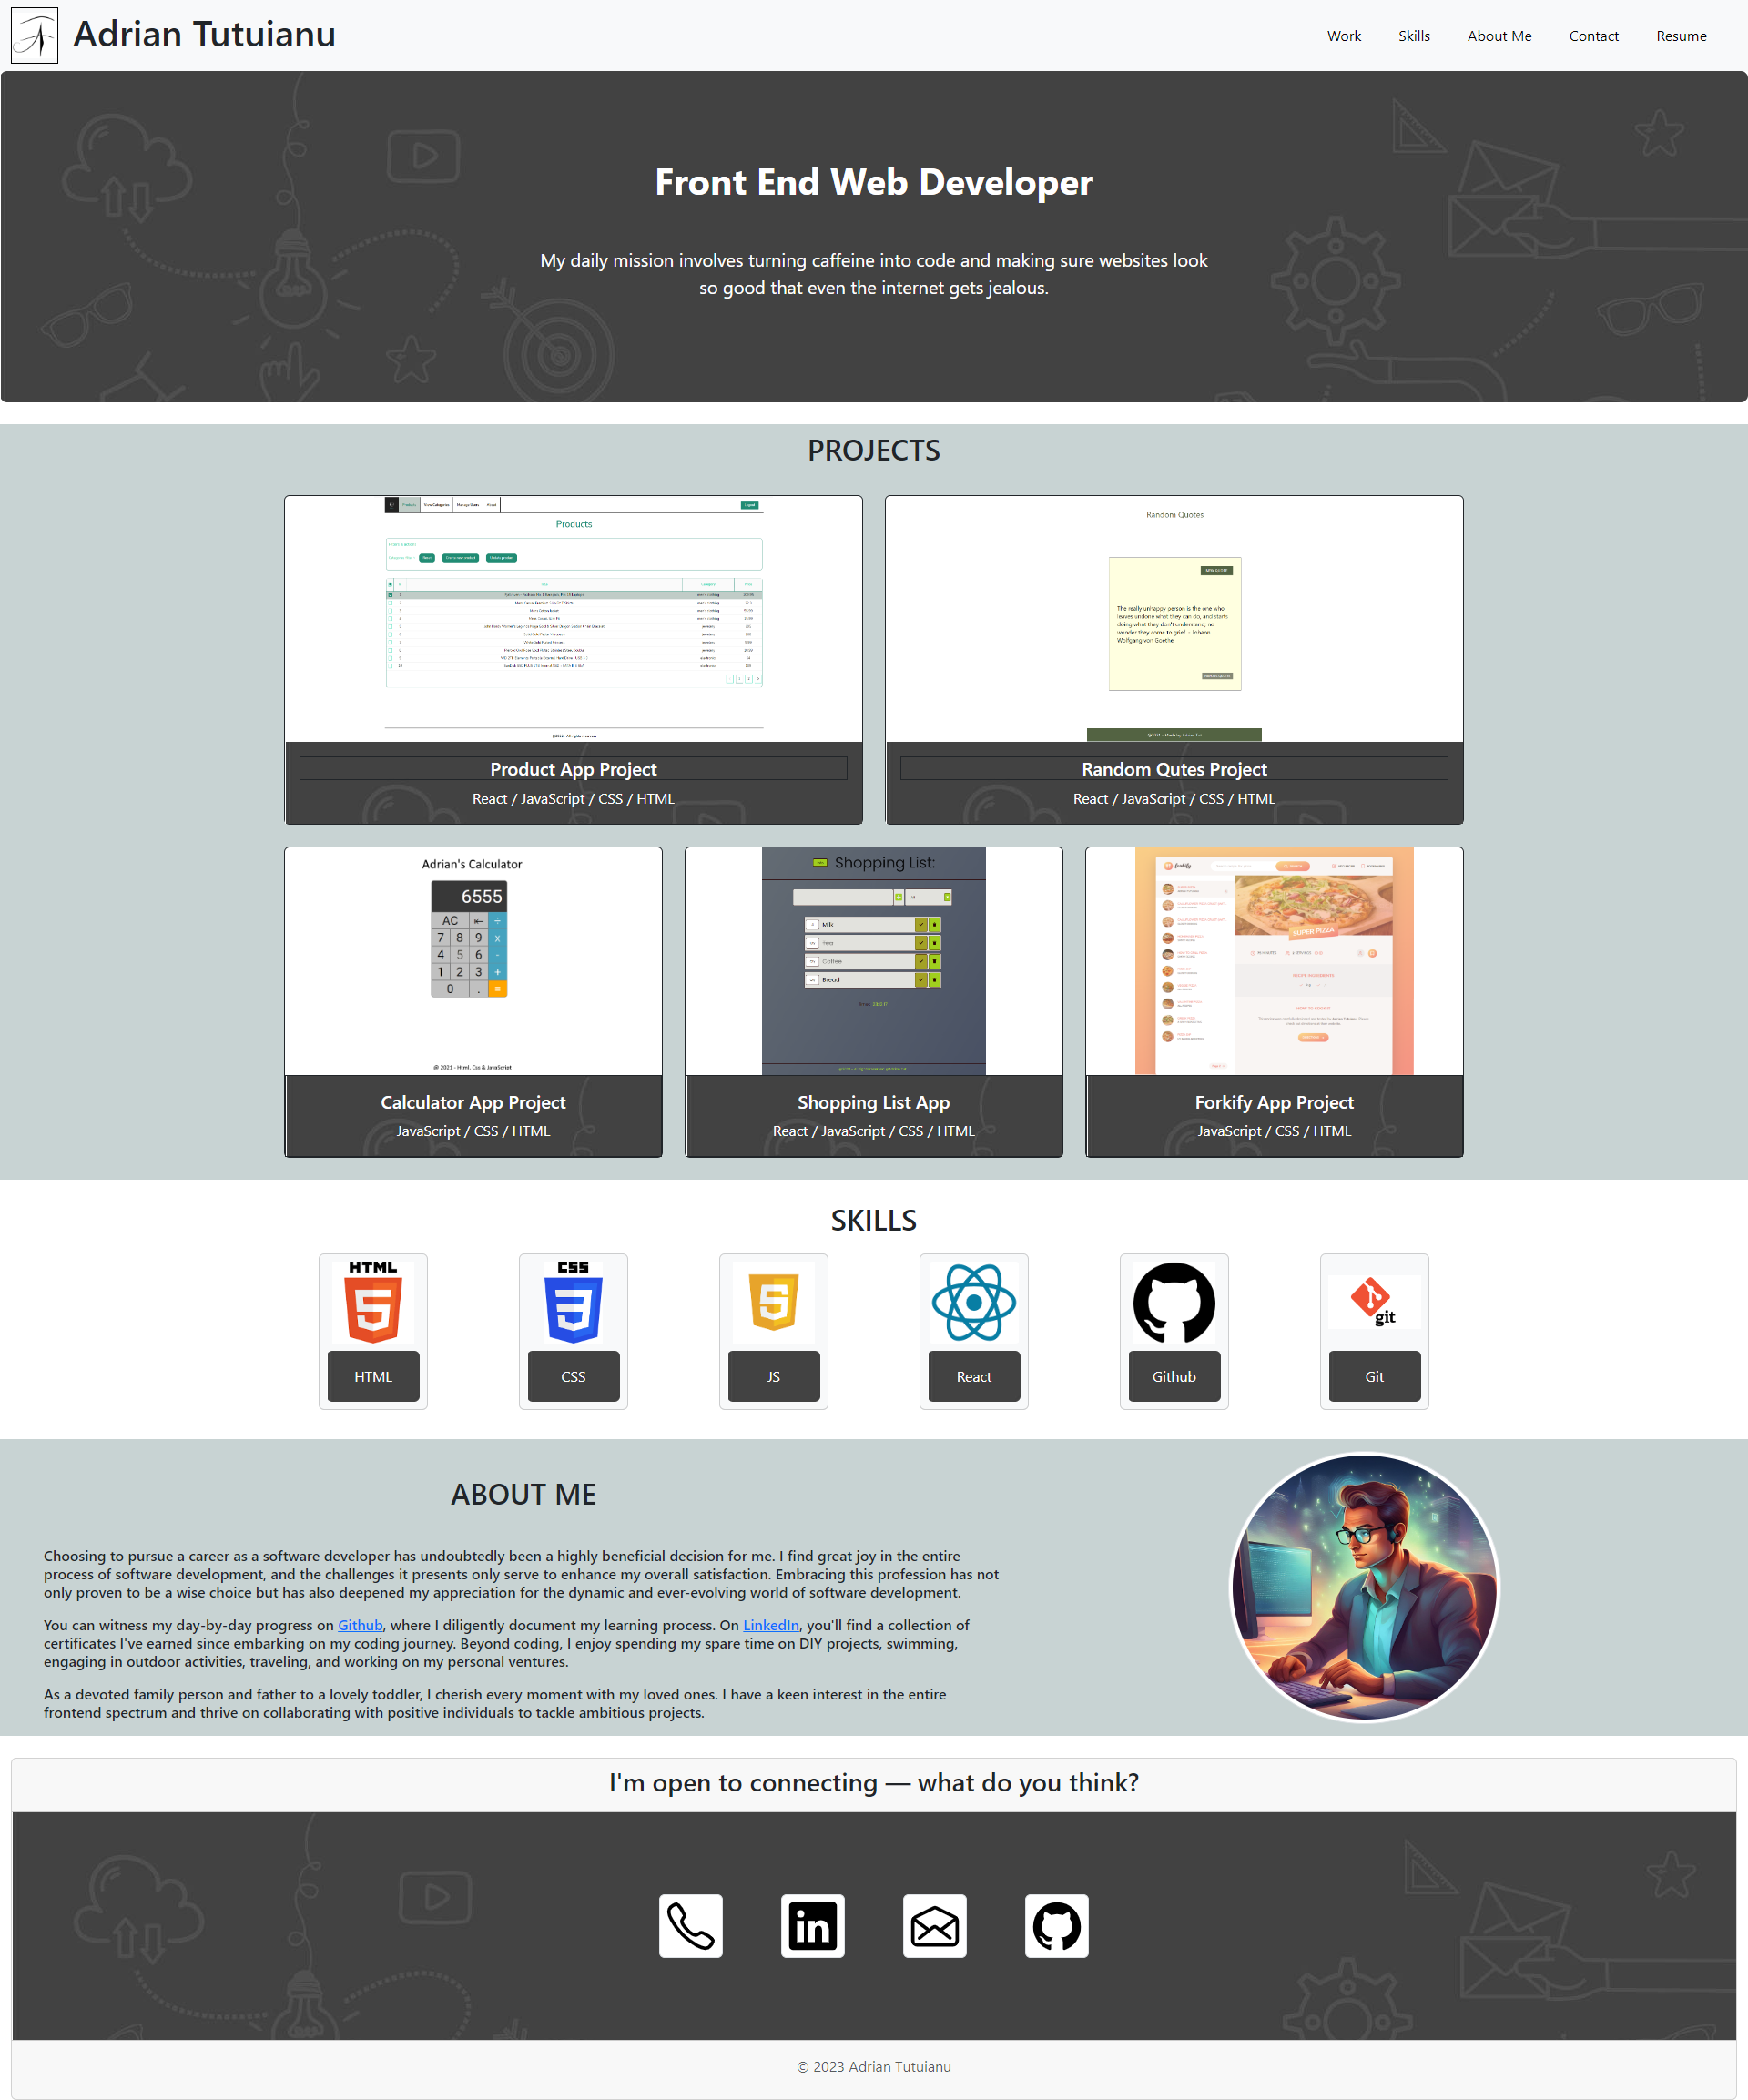 Adrian Tutuianu
Work
Skills
About Me
Contact
Resume
Front End Web Developer
My daily mission involves turning caffeine into code and making sure websites look
so good that even the internet gets jealous.
PROJECTS
Products
Random Quotes
The really unhappy person is the one who
leaves undone what they can do, and starts
doing what they don't understand; no
wonder they come to grief. - Johann
Wolfgang von Goethe
Product App Project
React / JavaScript / CSS / HTML
Random Qutes Project
React / JavaScript / CSS / HTML
Adrian's Calculator
6555
AC ⇤ ÷
7 8 9 x
4 5 6 -
1 2 3 +
0 . =
@ 2021 - Html, Css & JavaScript
Shopping List:
Milk
Tea
Coffee
Bread
forkify
SUPER PIZZA
Calculator App Project
JavaScript / CSS / HTML
Shopping List App
React / JavaScript / CSS / HTML
Forkify App Project
JavaScript / CSS / HTML
SKILLS
HTML
5
CSS
3
JS
git
HTML
CSS
JS
React
Github
Git
ABOUT ME
Choosing to pursue a career as a software developer has undoubtedly been a highly beneficial decision for me. I find great joy in the entire
process of software development, and the challenges it presents only serve to enhance my overall satisfaction. Embracing this profession has not
only proven to be a wise choice but has also deepened my appreciation for the dynamic and ever-evolving world of software development.
You can witness my day-by-day progress on Github, where I diligently document my learning process. On LinkedIn, you'll find a collection of
certificates I've earned since embarking on my coding journey. Beyond coding, I enjoy spending my spare time on DIY projects, swimming,
engaging in outdoor activities, traveling, and working on my personal ventures.
As a devoted family person and father to a lovely toddler, I cherish every moment with my loved ones. I have a keen interest in the entire
frontend spectrum and thrive on collaborating with positive individuals to tackle ambitious projects.
I'm open to connecting — what do you think?
in
© 2023 Adrian Tutuianu